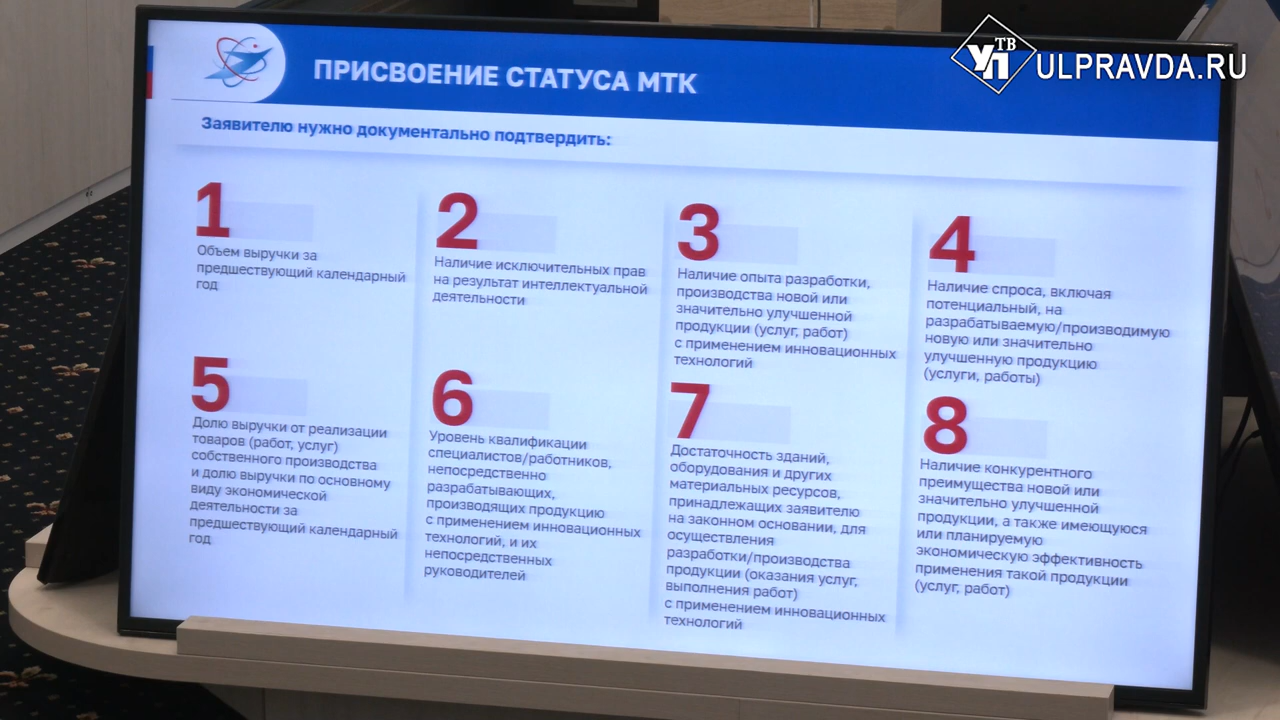 УП ТВ ULPRAVDA.RU
ПРИСВОЕНИЕ СТАТУСА МТК
Заявителю нужно документально подтвердить:
1
Объем выручки за
предшествующий календарный
год
2
Наличие исключительных прав
на результат интеллектуальной
деятельности
3
Наличие опыта разработки,
производства новой или
значительно улучшенной
продукции (услуг, работ)
с применением инновационных
технологий
4
Наличие спроса, включая
потенциальный, на
разрабатываемую/производимую
новую или значительно
улучшенную продукцию
(услуги, работы)
5
Долю выручки от реализации
товаров (работ, услуг)
собственного производства
и долю выручки по основному
виду экономической
деятельности за
предшествующий календарный
год
6
Уровень квалификации
специалистов/работников,
непосредственно
разрабатывающих,
производящих продукцию
с применением инновационных
технологий, и их
непосредственных
руководителей
7
Достаточность зданий,
оборудования и других
материальных ресурсов,
принадлежащих заявителю
на законном основании, для
осуществления
разработки/производства
продукции (оказания услуг,
выполнения работ)
с применением инновационных
технологий
8
Наличие конкурентного
преимущества новой или
значительно улучшенной
продукции, а также имеющуюся
или планируемую
экономическую эффективность
применения такой продукции
(услуг, работ)